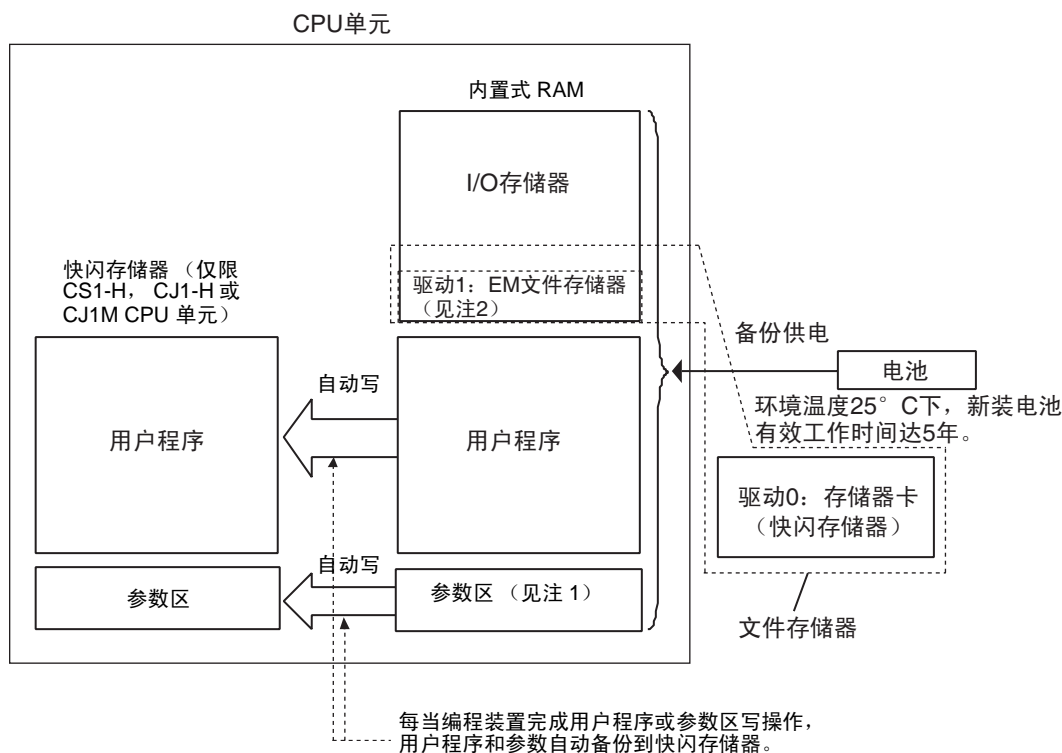 CPU单元
内置式 RAM
I/O存储器
快闪存储器 （仅限
CS1-H， CJ1-H 或
CJ1M CPU 单元）
驱动1：EM文件存储器
（见注2）
备份供电
电池
环境温度25°C下，新装电池
有效工作时间达5年。
自动写
用户程序
用户程序
驱动0：存储器卡
（快闪存储器）
自动写
参数区
参数区 （见注 1）
文件存储器
每当编程装置完成用户程序或参数区写操作，
用户程序和参数自动备份到快闪存储器。